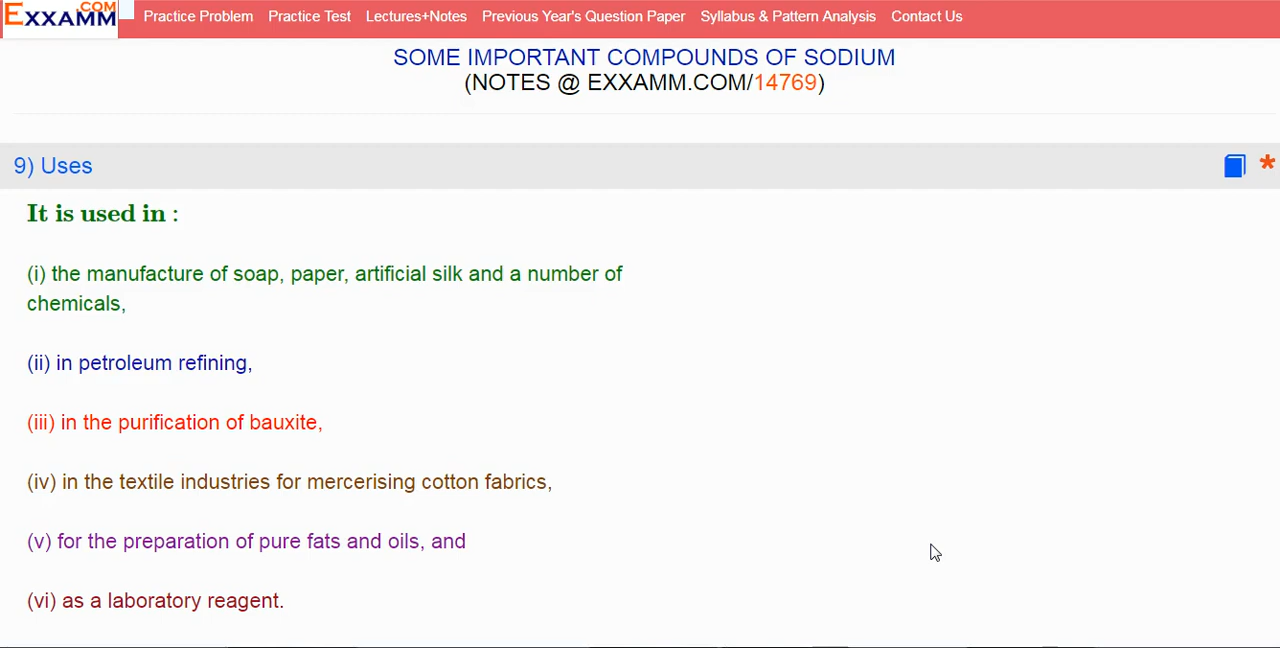 EXXAMM.COM
Practice Problem Practice Test Lectures+Notes Previous Year's Question Paper Syllabus & Pattern Analysis Contact Us
SOME IMPORTANT COMPOUNDS OF SODIUM
(NOTES @ EXXAMM.COM/14769)
9) Uses
*
It is used in :
(i) the manufacture of soap, paper, artificial silk and a number of
chemicals,
(ii) in petroleum refining,
(iii) in the purification of bauxite,
(iv) in the textile industries for mercerising cotton fabrics,
(v) for the preparation of pure fats and oils, and
(vi) as a laboratory reagent.